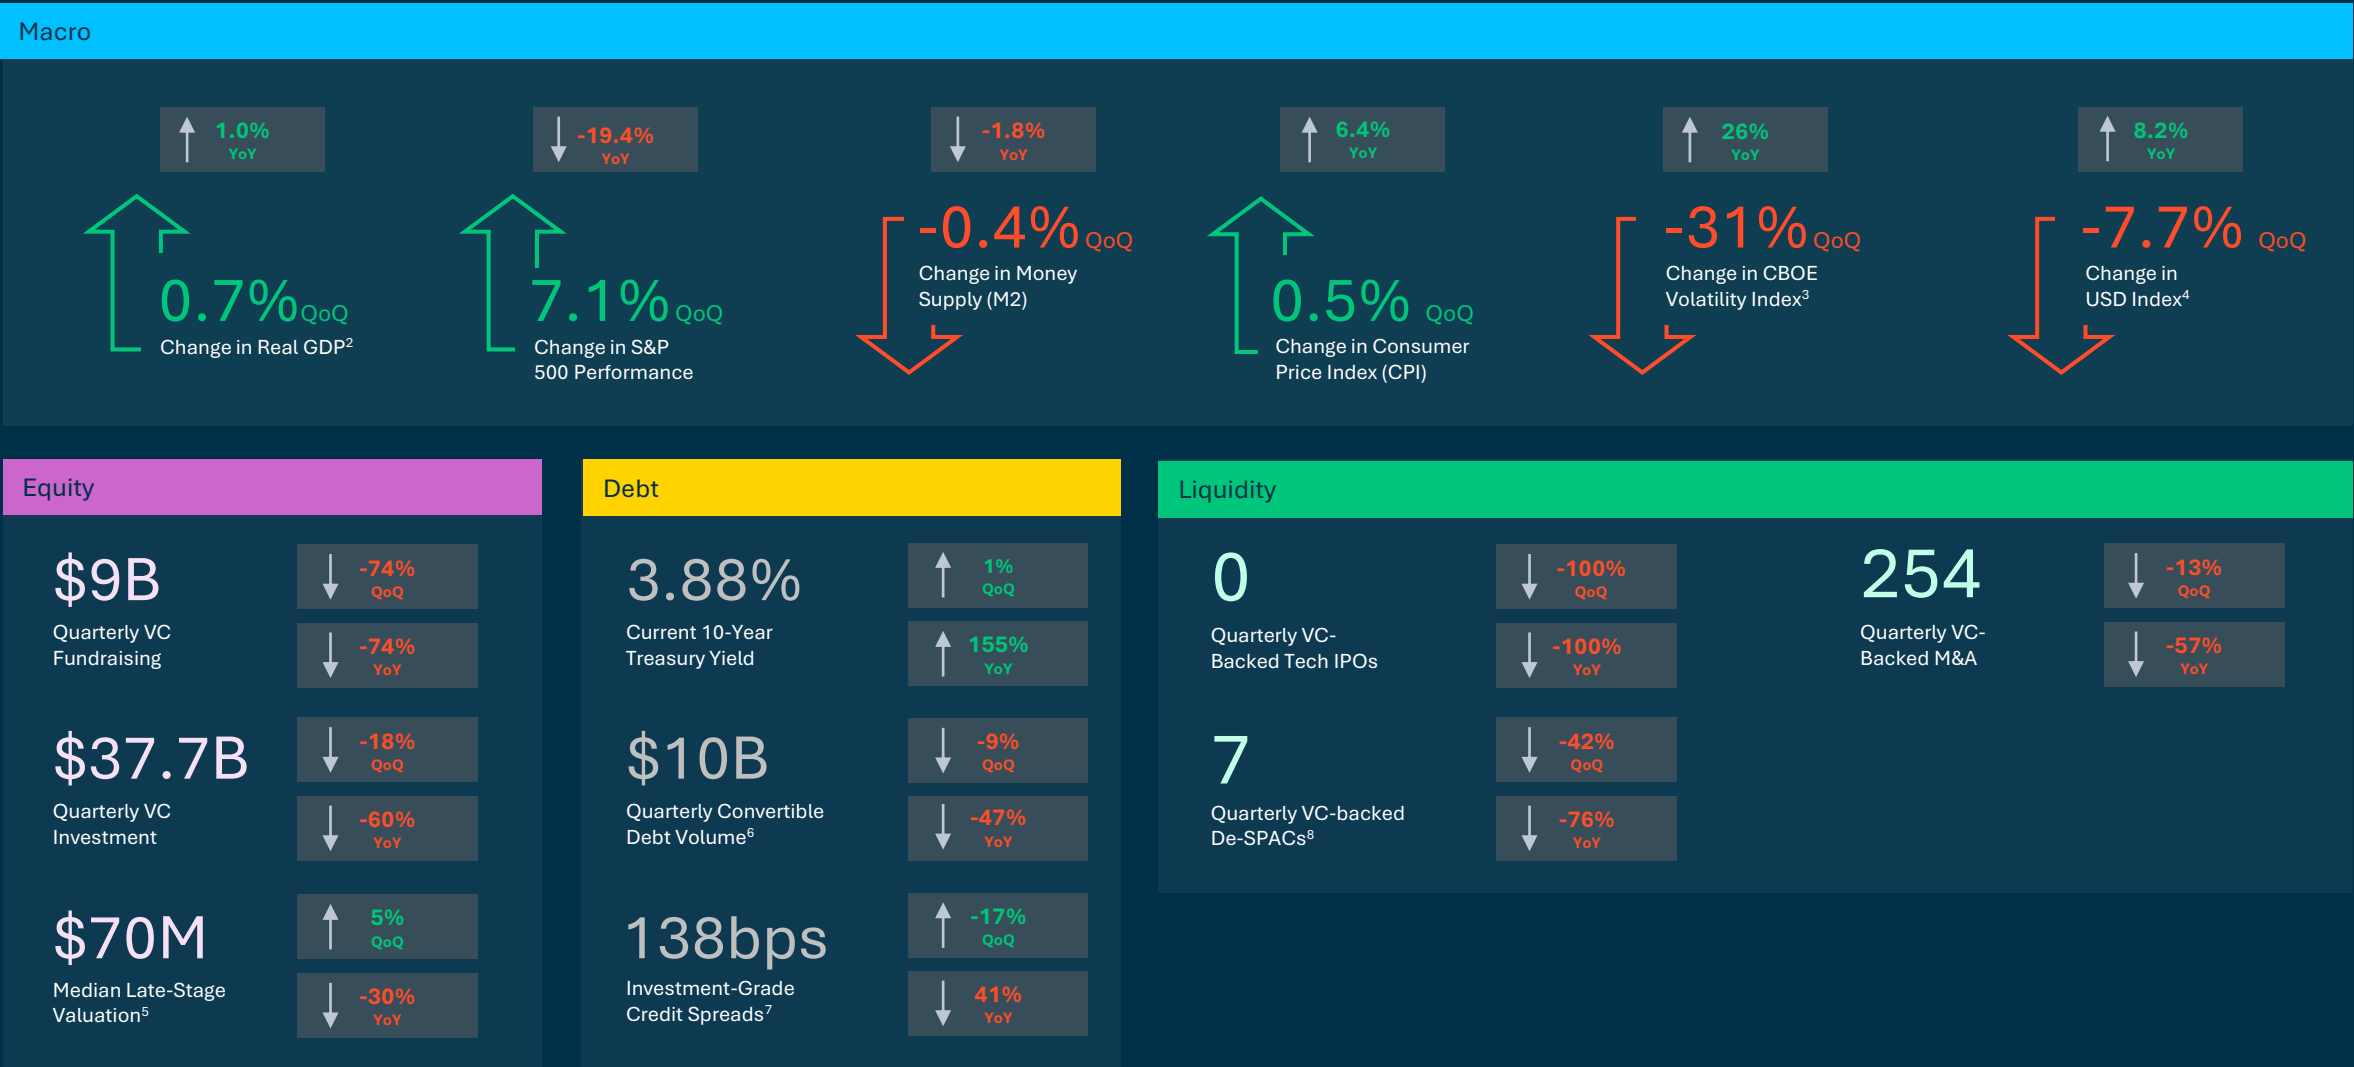 Macro
1.0%
YoY
0.7% QoQ
Change in Real GDP²
-19.4%
YoY
7.1% QoQ
Change in S&P
500 Performance
-1.8%
YoY
-0.4% QoQ
Change in Money
Supply (M2)
6.4%
YoY
0.5% QoQ
Change in Consumer
Price Index (CPI)
26%
YoY
-31% QoQ
Change in CBOE
Volatility Index³
8.2%
YoY
-7.7% QoQ
Change in
USD Index⁴
Equity
$9B
Quarterly VC
Fundraising
-74%
QoQ
-74%
YoY
$37.7B
Quarterly VC
Investment
-18%
QoQ
-60%
YoY
$70M
Median Late-Stage
Valuation⁵
5%
QoQ
-30%
YoY
Debt
3.88%
Current 10-Year
Treasury Yield
1%
QoQ
155%
YoY
$10B
Quarterly Convertible
Debt Volume⁶
-9%
QoQ
-47%
YoY
138bps
Investment-Grade
Credit Spreads⁷
-17%
QoQ
41%
YoY
Liquidity
0
Quarterly VC-
Backed Tech IPOs
-100%
QoQ
-100%
YoY
7
Quarterly VC-backed
De-SPACs⁸
-42%
QoQ
-76%
YoY
254
Quarterly VC-
Backed M&A
-13%
QoQ
-57%
YoY